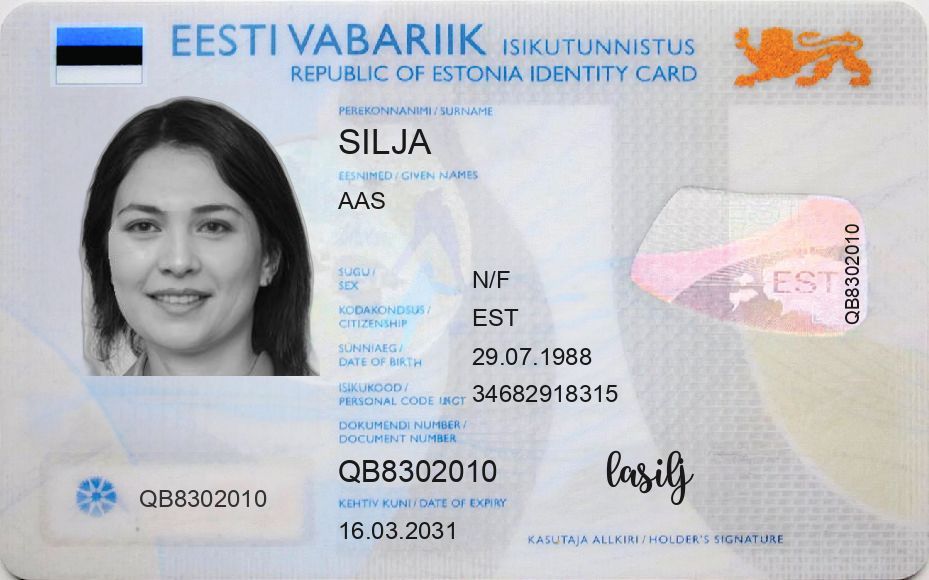 EESTI VABARIIK ISIKUTUNNISTUS
REPUBLIC OF ESTONIA IDENTITY CARD
PEREKONNANIMI / SURNAME
SILJA
EESNIMED / GIVEN NAMES
AAS
SUGU /
SEX
N/F
KODAKONDSUS /
CITIZENSHIP
EST
SÜNNIAEG /
DATE OF BIRTH
29.07.1988
ISIKUKOOD /
PERSONAL CODE
34682918315
DOKUMENDI NUMBER /
DOCUMENT NUMBER
QB8302010
KEHTIV KUNI / DATE OF EXPIRY
16.03.2031
QB8302010
EST
QB8302010
lasilj
KASUTAJA ALLKIRI / HOLDER'S SIGNATURE